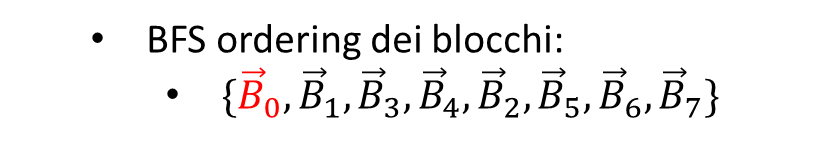 • BFS ordering dei blocchi:
• {B⃗₀, B⃗₁, B⃗₃, B⃗₄, B⃗₂, B⃗₅, B⃗₆, B⃗₇}